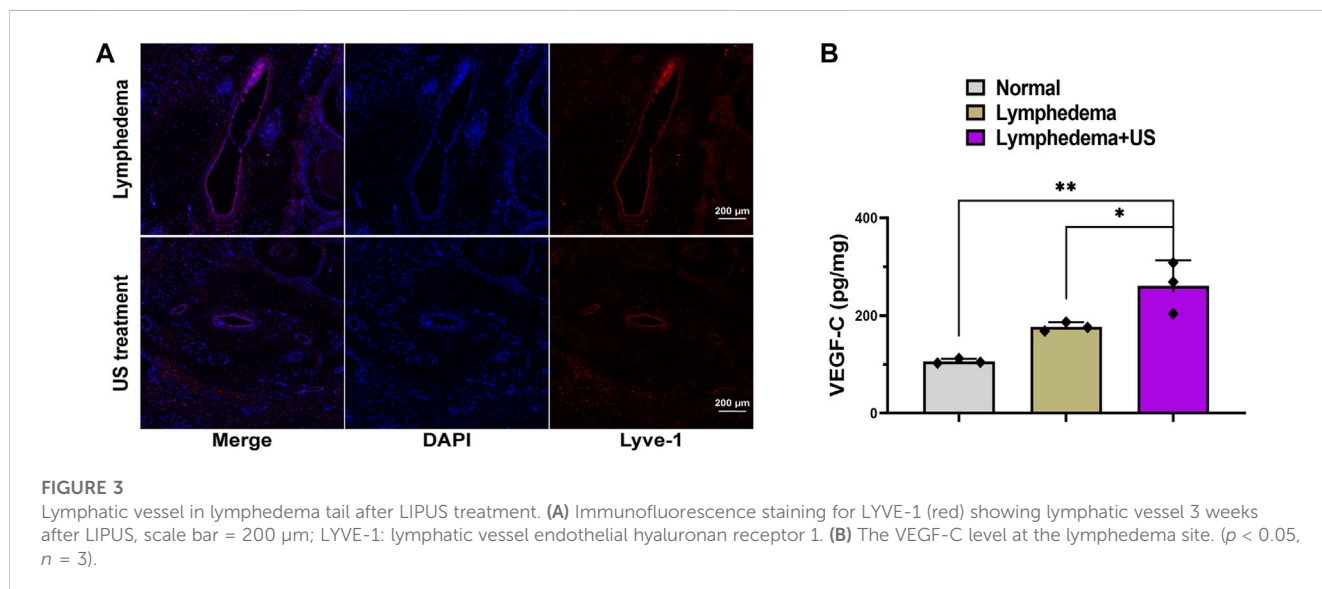 A
Lymphedema
US treatment
200 µm
200 µm
Merge
DAPI
Lyve-1
B
Normal
Lymphedema
Lymphedema+US
**
*
VEGF-C (pg/mg)
400
200
0
FIGURE 3
Lymphatic vessel in lymphedema tail after LIPUS treatment. (A) Immunofluorescence staining for LYVE-1 (red) showing lymphatic vessel 3 weeks
after LIPUS, scale bar = 200 µm; LYVE-1: lymphatic vessel endothelial hyaluronan receptor 1. (B) The VEGF-C level at the lymphedema site. (p < 0.05,
n = 3).